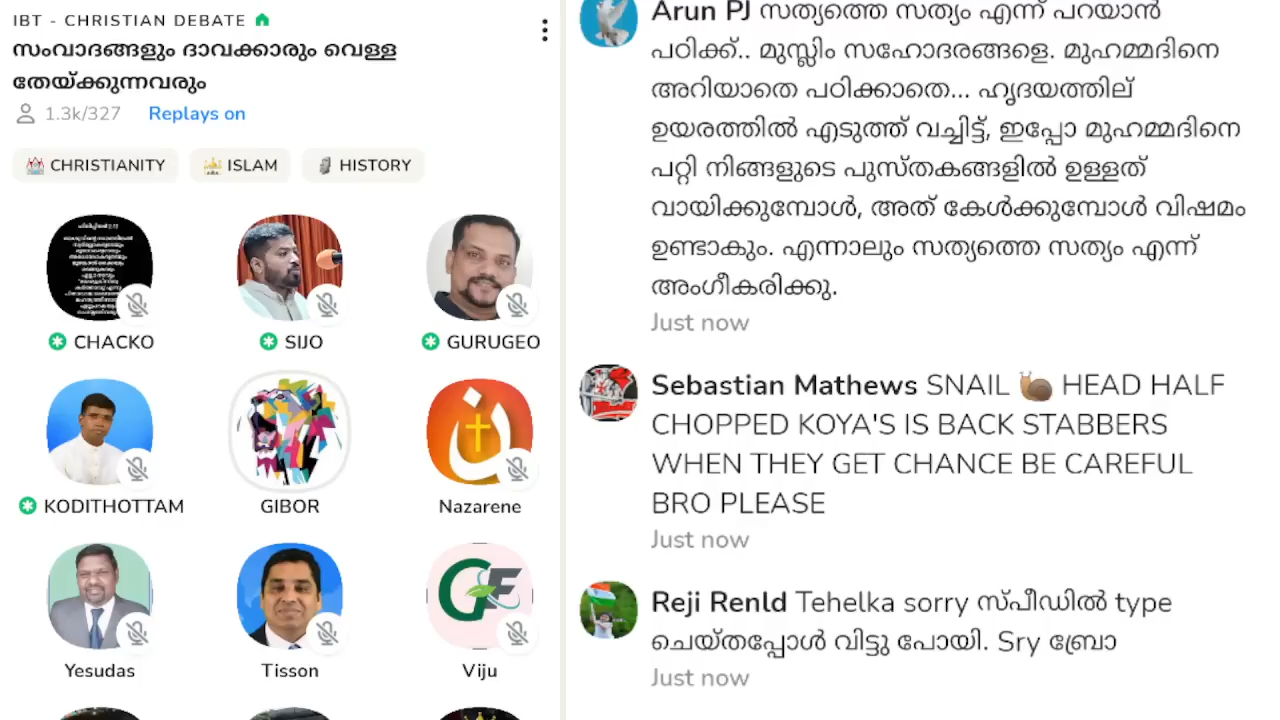 IBT - CHRISTIAN DEBATE
സംവാദങ്ങളും ദാവക്കാരും വെള്ള
തേയ്ക്കുന്നവരും
1.3k/327 Replays on
CHRISTIANITY ISLAM HISTORY
CHACKO SIJO GURUGEO
KODITHOTTAM GIBOR Nazarene
Yesudas Tisson Viju
Arun PJ സത്യത്തെ സത്യം എന്ന് പറയാൻ
പഠിക്ക്.. മുസ്ലിം സഹോദരങ്ങളെ. മുഹമ്മദിനെ
അറിയാതെ പഠിക്കാതെ... ഹൃദയത്തില്
ഉയരത്തിൽ എടുത്ത് വച്ചിട്ട്, ഇപ്പോ മുഹമ്മദിനെ
പറ്റി നിങ്ങളുടെ പുസ്തകങ്ങളിൽ ഉള്ളത്
വായിക്കുമ്പോൾ, അത് കേൾക്കുമ്പോൾ വിഷമം
ഉണ്ടാകും. എന്നാലും സത്യത്തെ സത്യം എന്ന്
അംഗീകരിക്കു.
Just now
Sebastian Mathews SNAIL 🐌 HEAD HALF
CHOPPED KOYA'S IS BACK STABBERS
WHEN THEY GET CHANCE BE CAREFUL
BRO PLEASE
Just now
Reji Renld Tehelka sorry സ്പീഡിൽ type
ചെയ്തപ്പോൾ വിട്ടു പോയി. Sry ബ്രോ
Just now